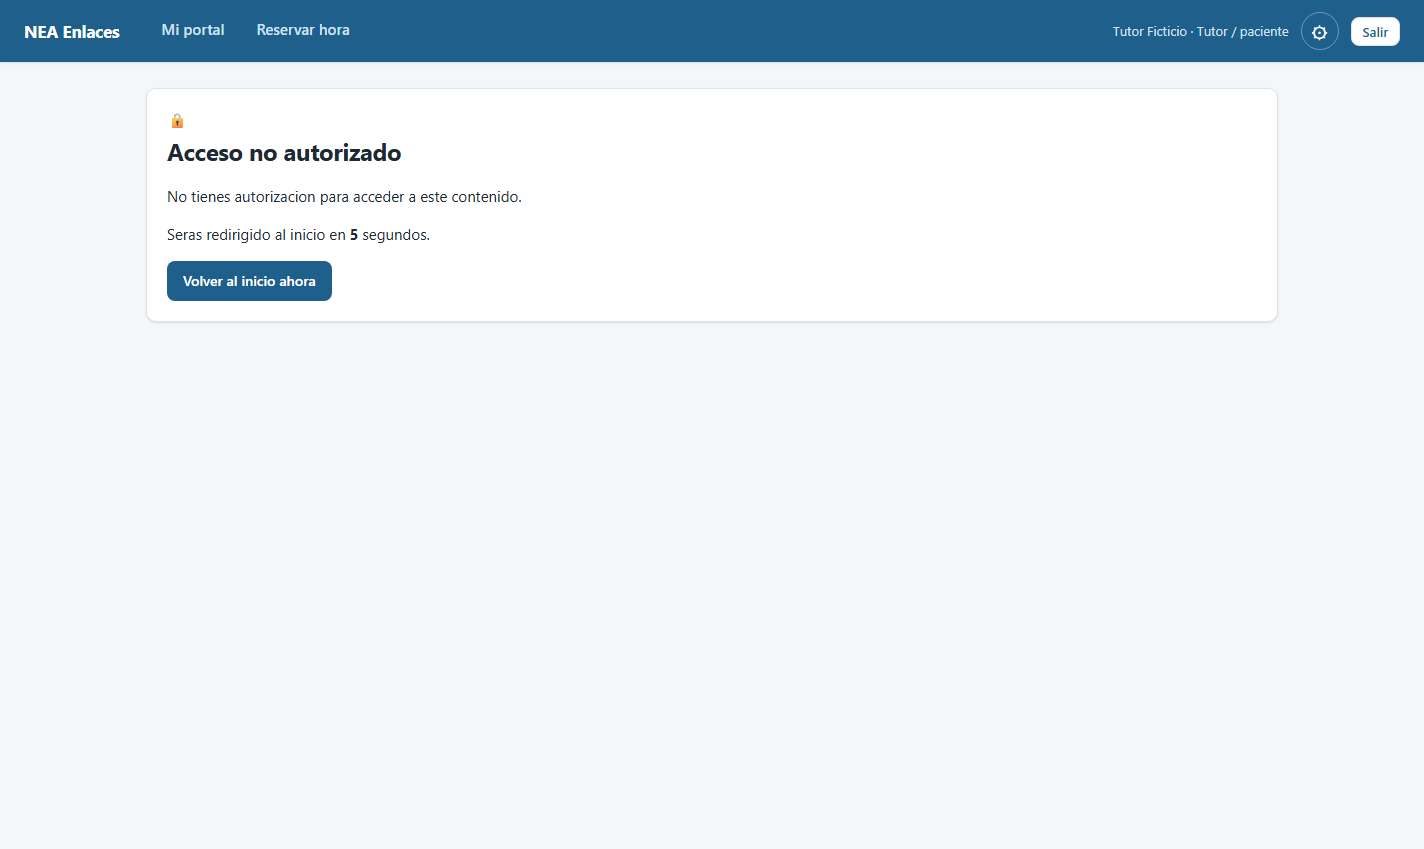 NEA Enlaces
Mi portal
Reservar hora
Tutor Ficticio · Tutor / paciente
Salir
Acceso no autorizado
No tienes autorizacion para acceder a este contenido.
Seras redirigido al inicio en 5 segundos.
Volver al inicio ahora